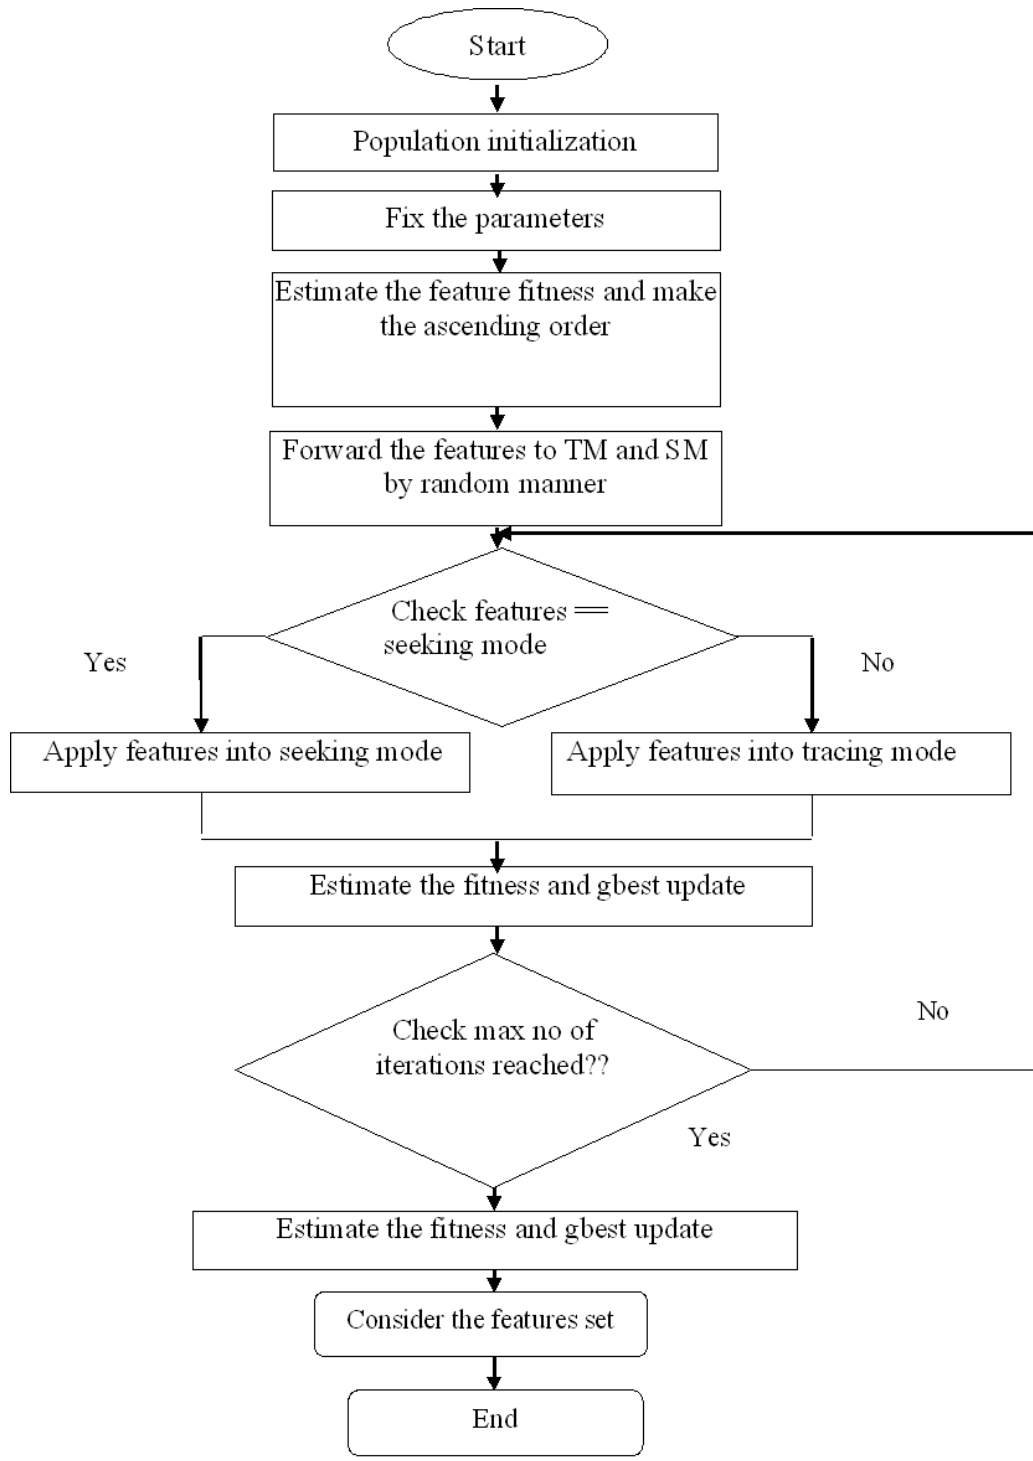 Start
Population initialization
Fix the parameters
Estimate the feature fitness and make
the ascending order
Forward the features to TM and SM
by random manner
Check features ==
seeking mode
Yes
No
Apply features into seeking mode
Apply features into tracing mode
Estimate the fitness and gbest update
Check max no of
iterations reached??
No
Yes
Estimate the fitness and gbest update
Consider the features set
End